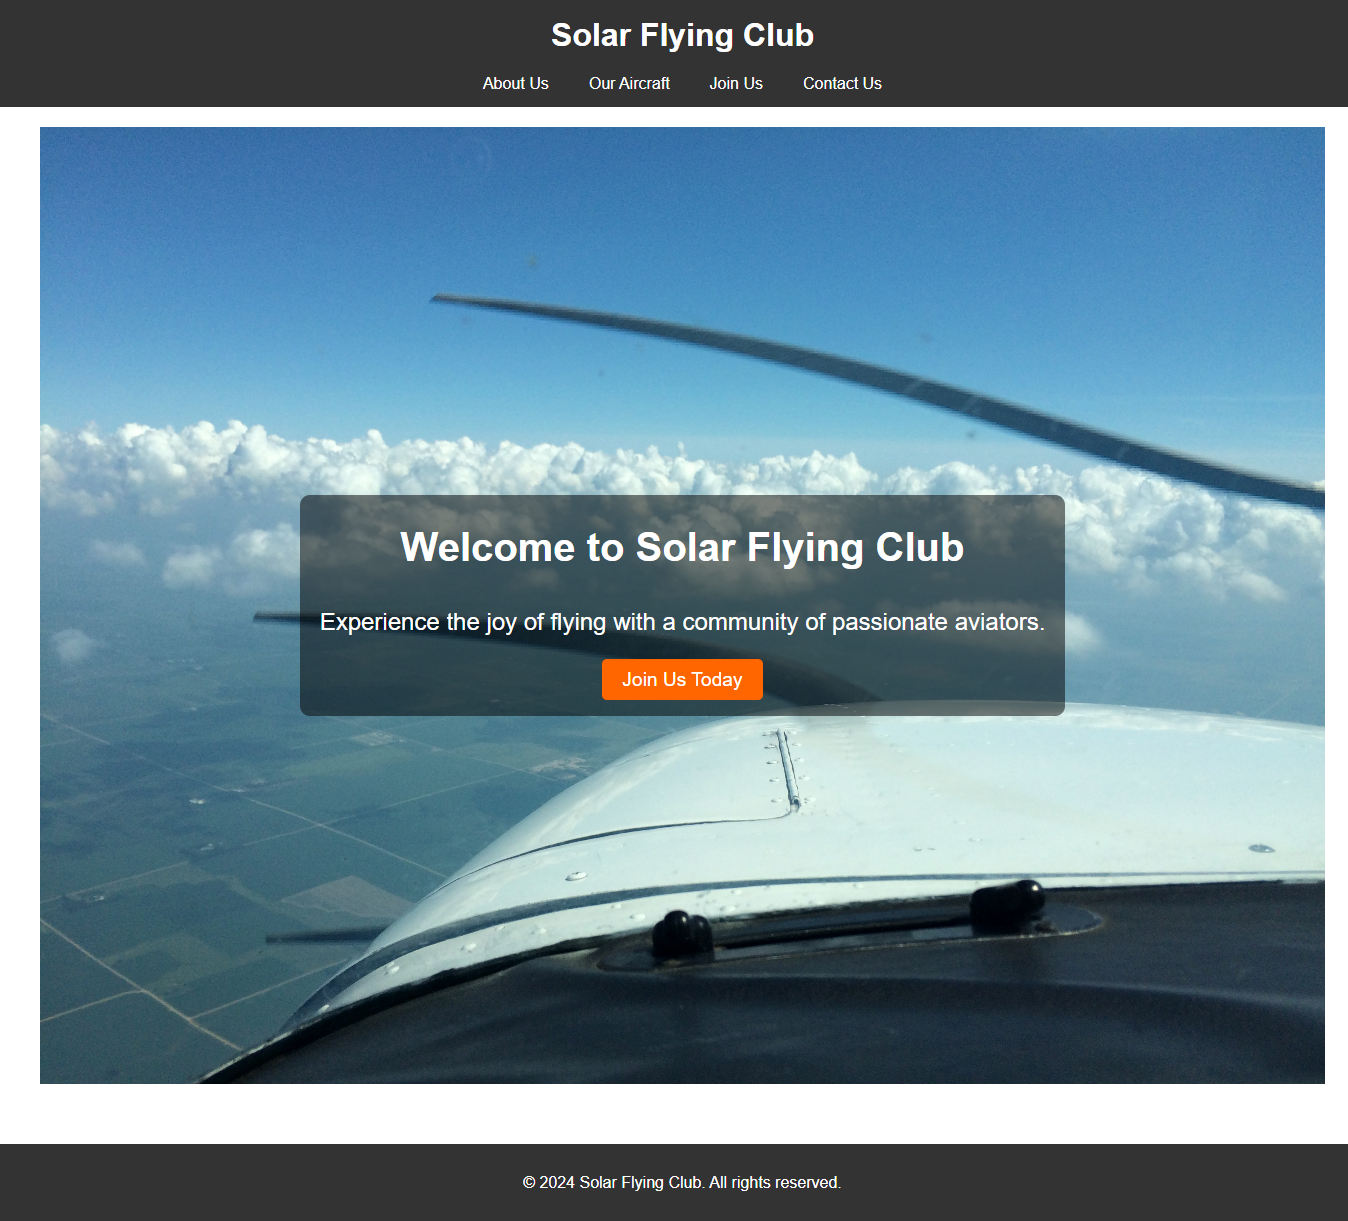 Solar Flying Club
About Us Our Aircraft Join Us Contact Us
Welcome to Solar Flying Club
Experience the joy of flying with a community of passionate aviators.
Join Us Today
© 2024 Solar Flying Club. All rights reserved.